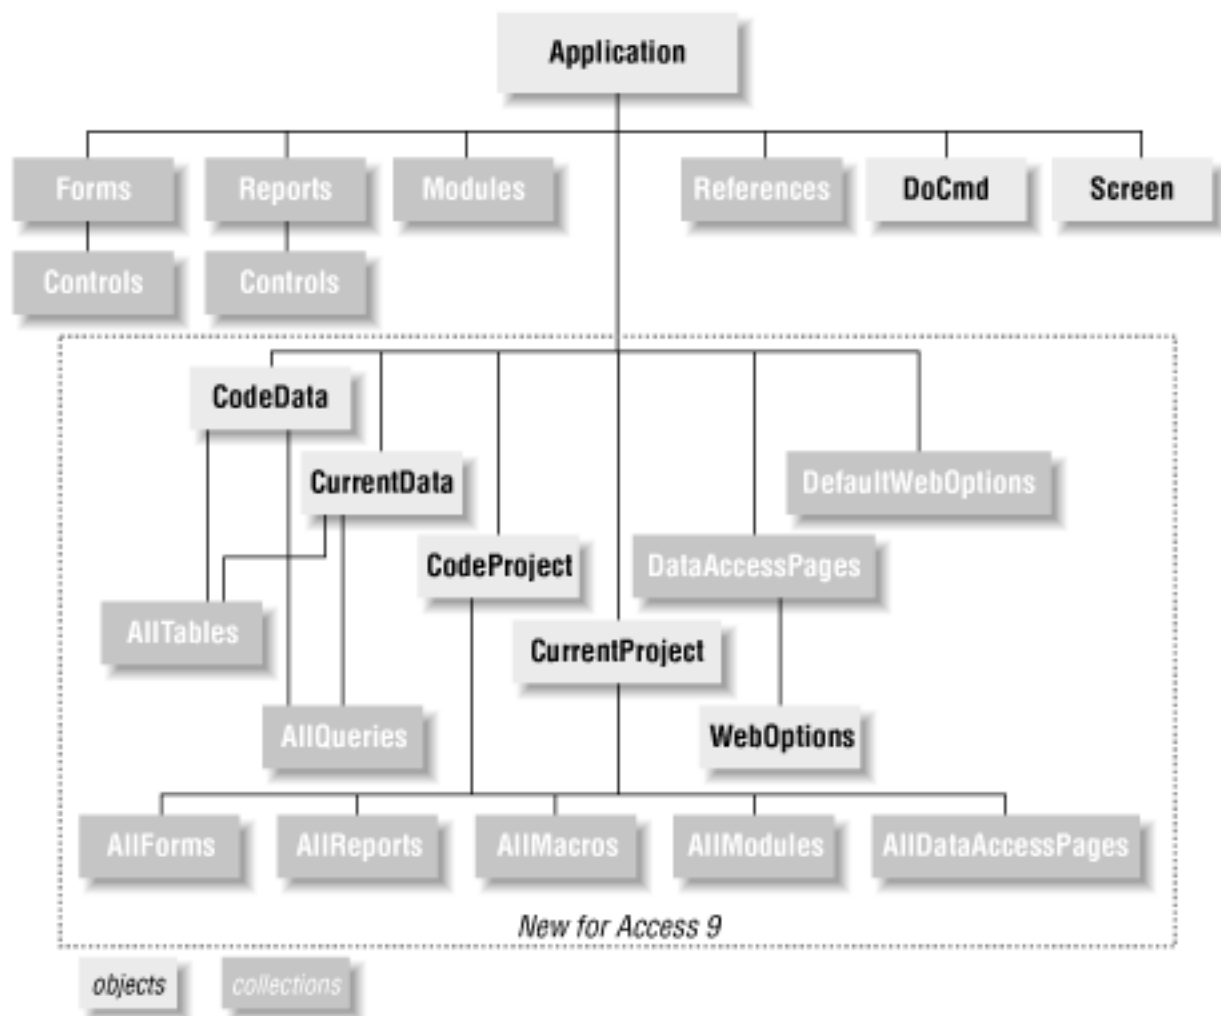 Application
Forms
Reports
Modules
References
DoCmd
Screen
Controls
Controls
CodeData
CurrentData
DefaultWebOptions
CodeProject
DataAccessPages
AllTables
CurrentProject
AllQueries
WebOptions
AllForms
AllReports
AllMacros
AllModules
AllDataAccessPages
New for Access 9
objects
collections